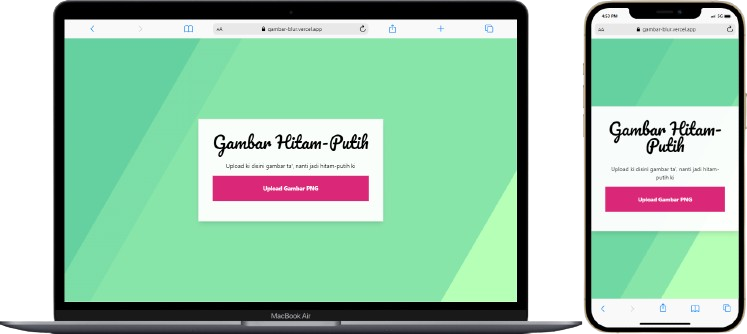 AA gambar-blur.vercel.app
Gambar Hitam-Putih
Upload ki disini gambar ta', nanti jadi hitam-putih ki
Upload Gambar PNG
MacBook Air
4:53 PM 5G
AA gambar-blur.vercel.app
Gambar Hitam-
Putih
Upload ki disini gambar ta', nanti jadi hitam-
putih ki
Upload Gambar PNG